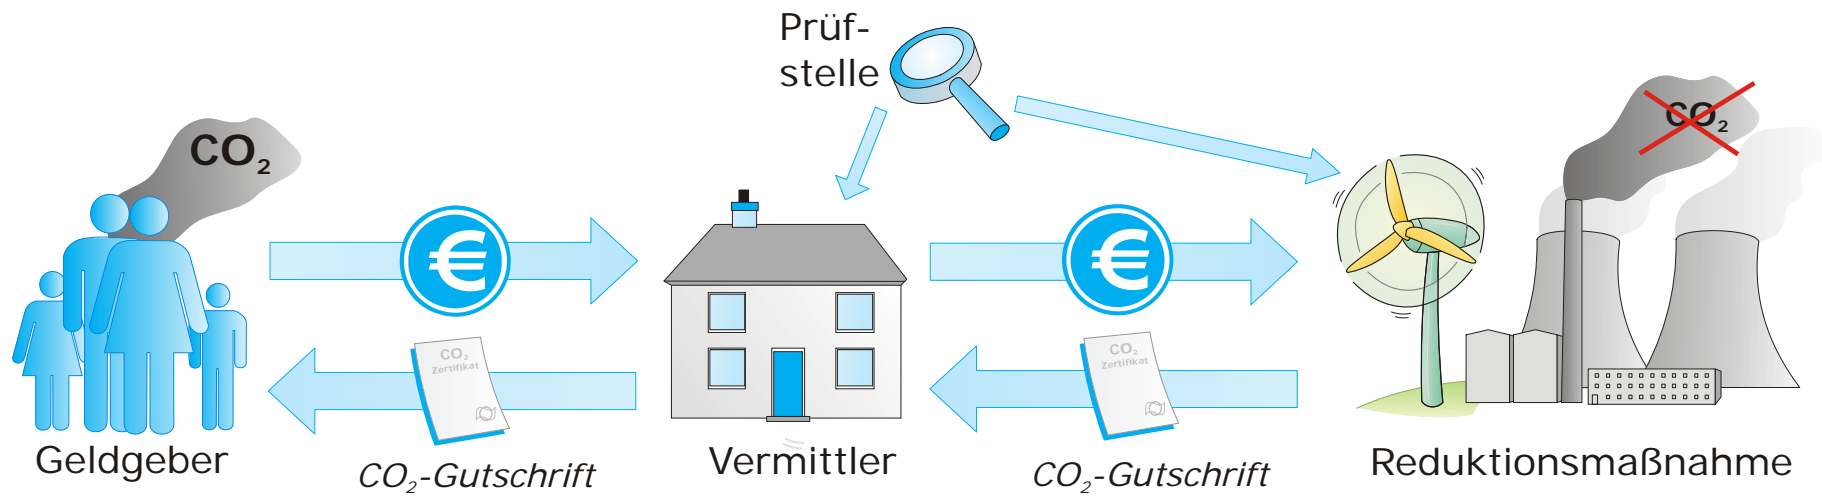 Prüf-
stelle
CO₂
CO₂
€
€
CO₂
Zertifikat
CO₂
Zertifikat
Geldgeber
CO₂-Gutschrift
Vermittler
CO₂-Gutschrift
Reduktionsmaßnahme